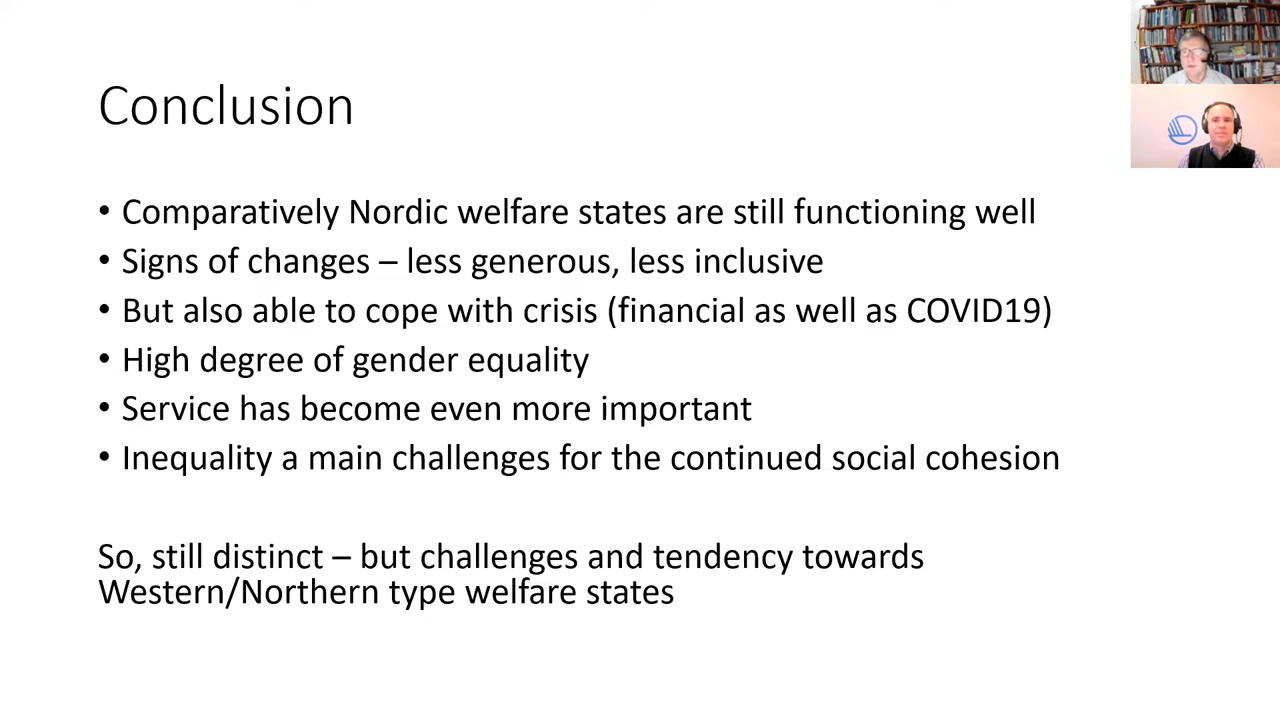 Conclusion
• Comparatively Nordic welfare states are still functioning well
• Signs of changes – less generous, less inclusive
• But also able to cope with crisis (financial as well as COVID19)
• High degree of gender equality
• Service has become even more important
• Inequality a main challenges for the continued social cohesion
So, still distinct – but challenges and tendency towards
Western/Northern type welfare states